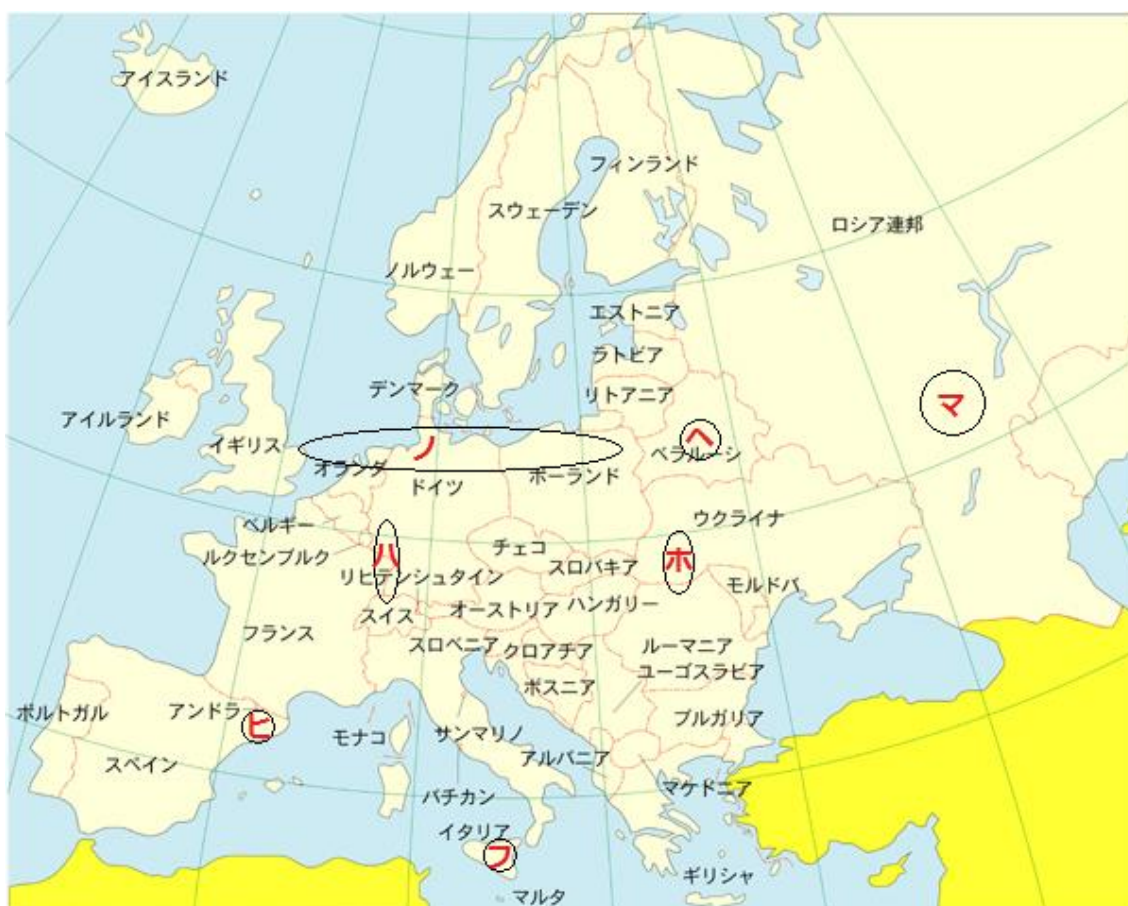 アイスランド
フィンランド
スウェーデン
ロシア連邦
ノルウェー
エストニア
ラトビア
デンマーク
リトアニア
マ
アイルランド
イギリス
ノ
ヘ
ベラルーシ
オランダ
ドイツ
ポーランド
ベルギー
ウクライナ
ルクセンブルク
ハ
チェコ
ホ
スロバキア
リヒテンシュタイン
モルドバ
スイス
オーストリア
ハンガリー
フランス
スロベニア
クロアチア
ルーマニア
ボスニア
ユーゴスラビア
ポルトガル
アンドラ
ヒ
モナコ
サンマリノ
ブルガリア
スペイン
アルバニア
マケドニア
バチカン
イタリア
フ
ギリシャ
マルタ